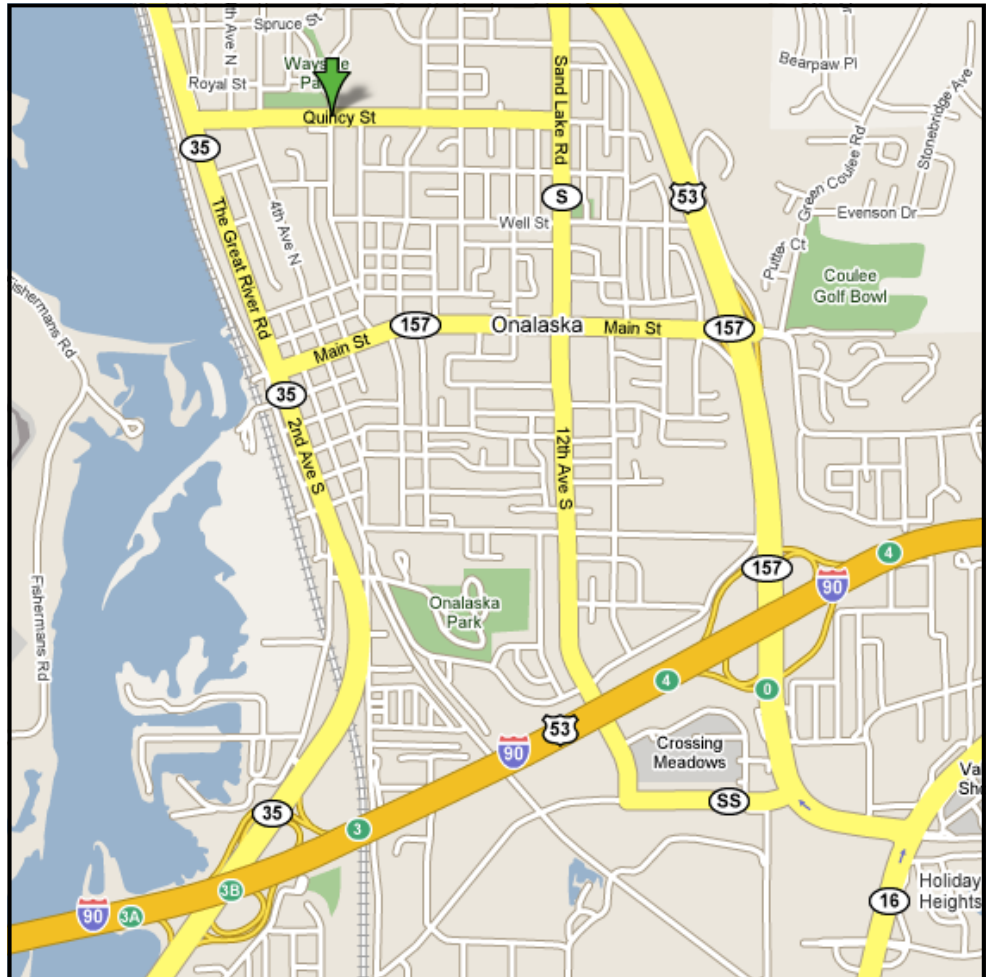 Spruce St
4th Ave N
Royal St
Quincy St
Sand Lake Rd
Bearpaw Pl
Stonebridge Ave
Green Coulee Rd
35
S
53
Evenson Dr
Putter Ct
Well St
4th Ave N
The Great River Rd
Coulee
Golf Bowl
Fishermans Rd
157
Onalaska
Main St
157
Main St
35
2nd Ave S
12th Ave S
157
4
90
Fishermans Rd
Onalaska
Park
4
0
53
90
Crossing
Meadows
35
3
SS
3B
90
3A
16
Holiday
Heights